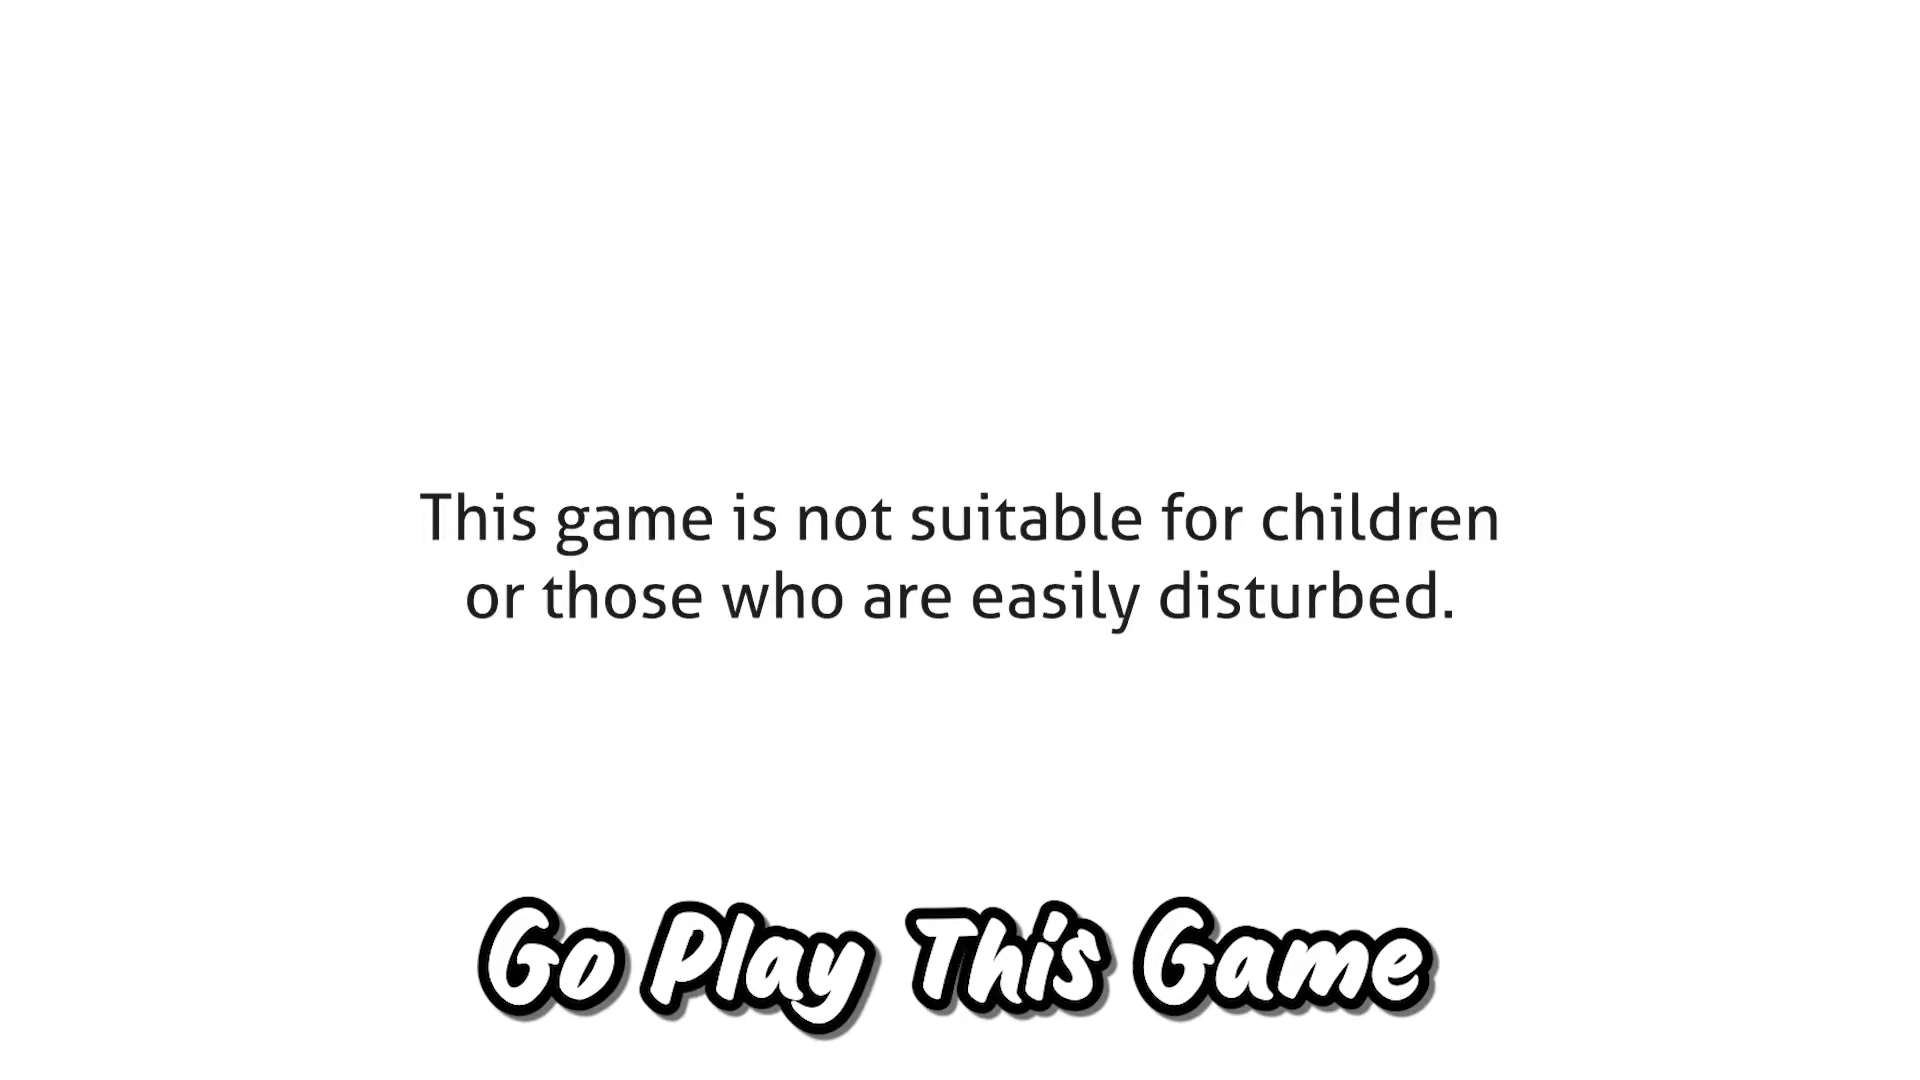 This game is not suitable for children
or those who are easily disturbed.
Go Play This Game